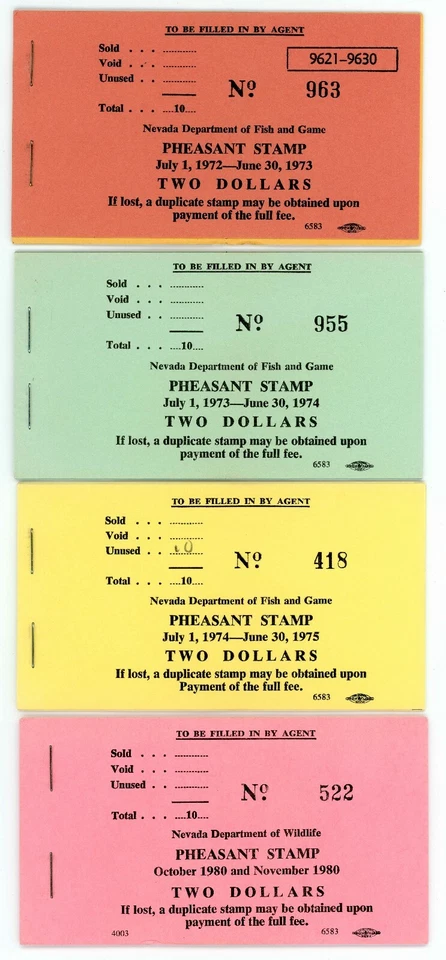 TO BE FILLED IN BY AGENT
Sold . . . ............
Void . . . ............
Unused . . ............
9621–9630
Nº 963
Total . . . ....10....
Nevada Department of Fish and Game
PHEASANT STAMP
July 1, 1972—June 30, 1973
TWO DOLLARS
If lost, a duplicate stamp may be obtained upon
payment of the full fee.
6583
TO BE FILLED IN BY AGENT
Sold . . . ............
Void . . . ............
Unused . . ............
Nº 955
Total . . . ....10....
Nevada Department of Fish and Game
PHEASANT STAMP
July 1, 1973—June 30, 1974
TWO DOLLARS
If lost, a duplicate stamp may be obtained upon
payment of the full fee.
6583
TO BE FILLED IN BY AGENT
Sold . . . ............
Void . . . ............
Unused . . 10
Nº 418
Total . . . ....10....
Nevada Department of Fish and Game
PHEASANT STAMP
July 1, 1974—June 30, 1975
TWO DOLLARS
If lost, a duplicate stamp may be obtained upon
Payment of the full fee.
6583
TO BE FILLED IN BY AGENT
Sold . . . ............
Void . . . ............
Unused . . ............
Nº 522
Total . . . ....10....
Nevada Department of Wildlife
PHEASANT STAMP
October 1980 and November 1980
TWO DOLLARS
If lost, a duplicate stamp may be obtained upon
payment of the full fee.
4003 6583